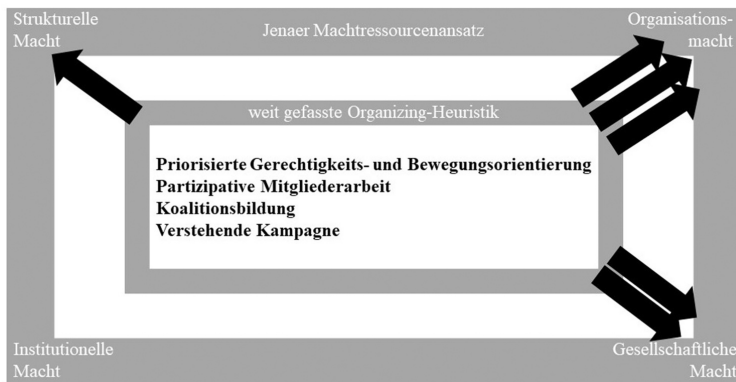 Strukturelle
Macht
Jenaer Machtressourcenansatz
Organisations-
macht
weit gefasste Organizing-Heuristik
Priorisierte Gerechtigkeits- und Bewegungsorientierung
Partizipative Mitgliederarbeit
Koalitionsbildung
Verstehende Kampagne
Institutionelle
Macht
Gesellschaftliche
Macht